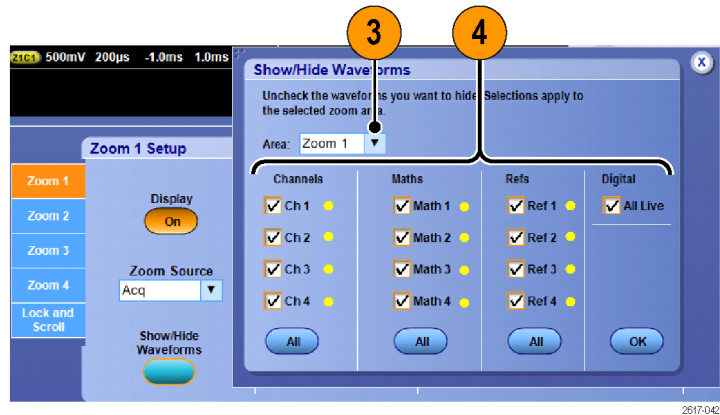 3 4
Z1C1 500mV 200µs -1.0ms 1.0ms
Show/Hide Waveforms
X
Uncheck the waveforms you want to hide. Selections apply to
the selected zoom area.
Area: Zoom 1
Zoom 1 Setup
Zoom 1
Zoom 2
Zoom 3
Zoom 4
Lock and
Scroll
Display
On
Zoom Source
Acq
Show/Hide
Waveforms
Channels Maths Refs Digital
Ch 1 Math 1 Ref 1 All Live
Ch 2 Math 2 Ref 2
Ch 3 Math 3 Ref 3
Ch 4 Math 4 Ref 4
All All All OK
2617-042